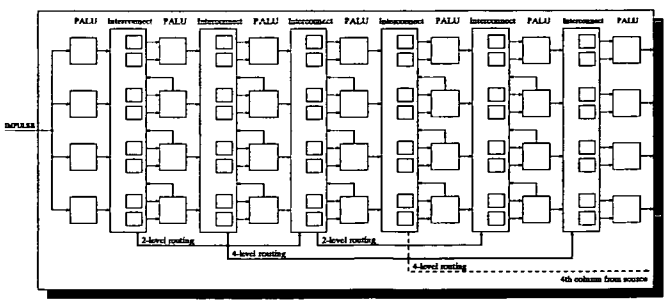 PALU Interconnect PALU Interconnect PALU Interconnect PALU Interconnect PALU Interconnect PALU Interconnect PALU
IMPULSE
2-level routing 2-level routing
4-level routing
4-level routing
4th column from source